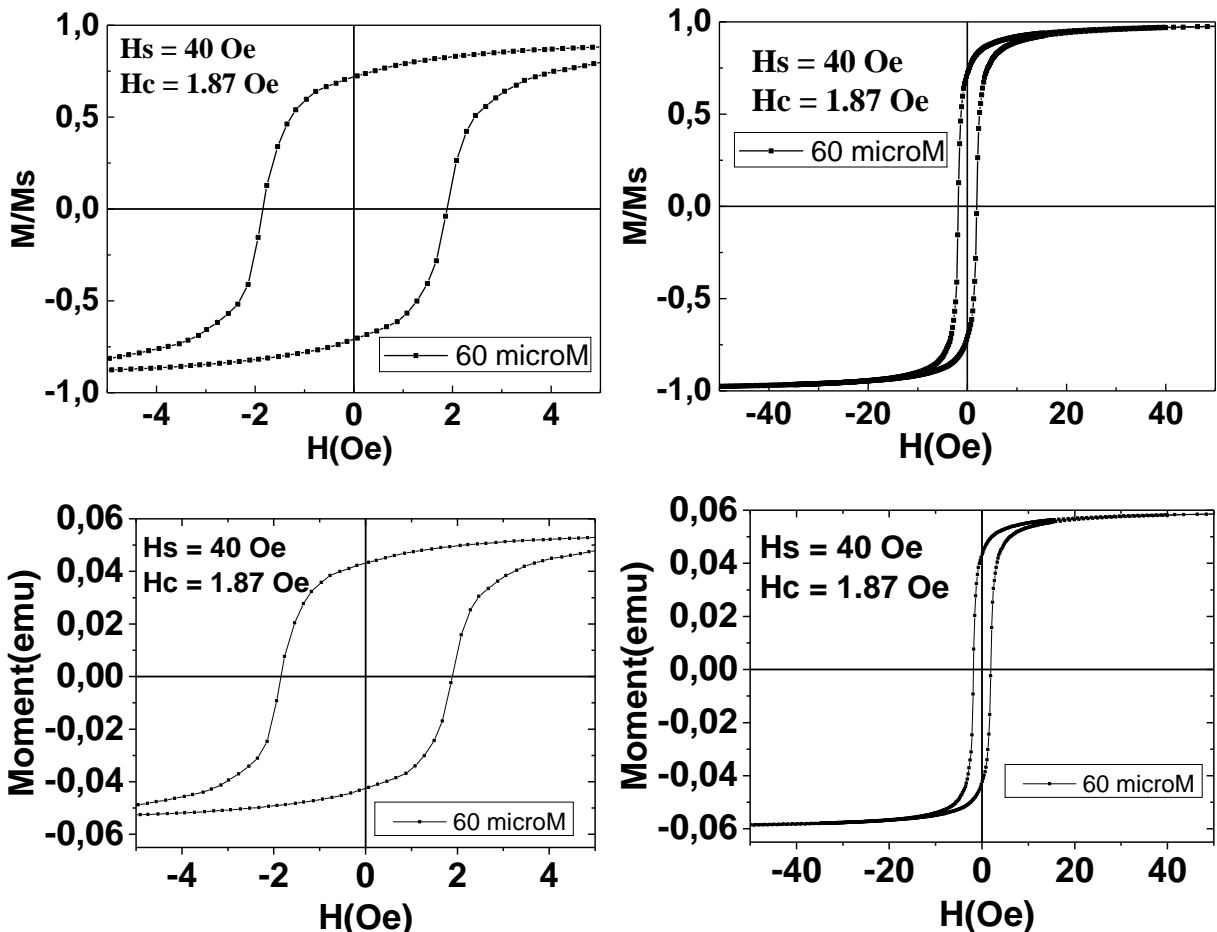 Hs = 40 Oe
Hc = 1.87 Oe
1,0
0,5
0,0
-0,5
-1,0
M/Ms
60 microM
-4 -2 0 2 4
H(Oe)
Hs = 40 Oe
Hc = 1.87 Oe
60 microM
1,0
0,5
0,0
-0,5
-1,0
M/Ms
-40 -20 0 20 40
H(Oe)
Hs = 40 Oe
Hc = 1.87 Oe
0,06
0,04
0,02
0,00
-0,02
-0,04
-0,06
Moment(emu)
60 microM
-4 -2 0 2 4
H(Oe)
Hs = 40 Oe
Hc = 1.87 Oe
0,06
0,04
0,02
0,00
-0,02
-0,04
-0,06
Moment(emu)
60 microM
-40 -20 0 20 40
H(Oe)